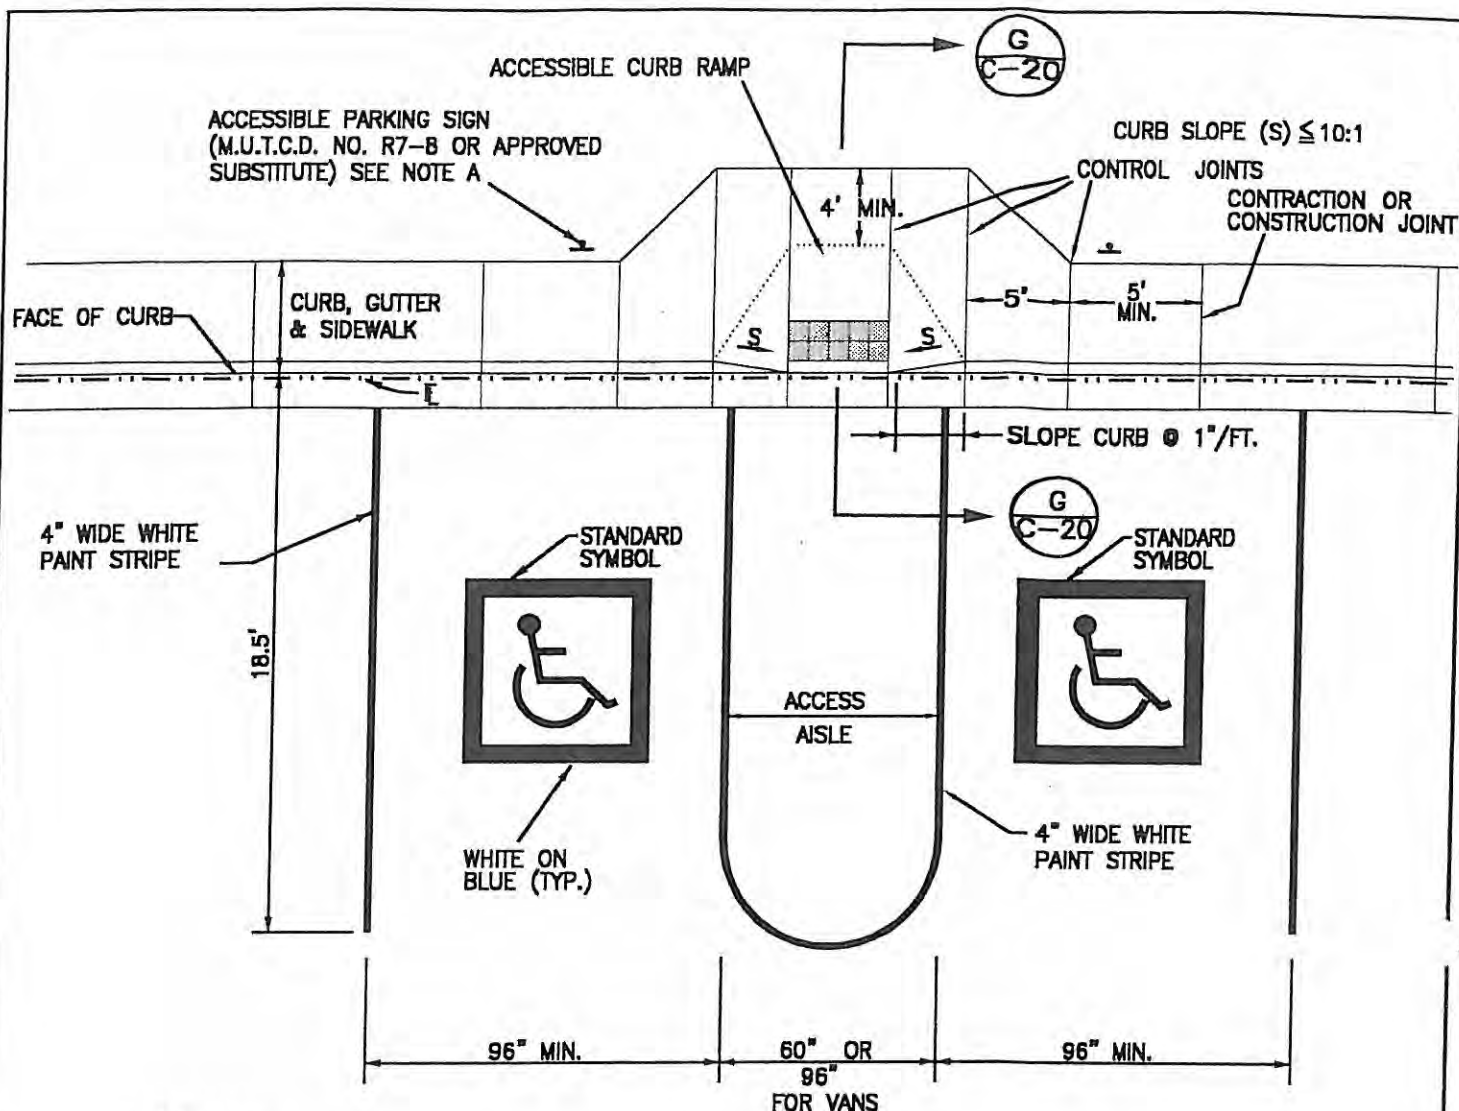 G
C-20
ACCESSIBLE CURB RAMP
ACCESSIBLE PARKING SIGN
(M.U.T.C.D. NO. R7-8 OR APPROVED
SUBSTITUTE) SEE NOTE A
CURB SLOPE (S) ≦ 10:1
CONTROL JOINTS
4' MIN.
CONTRACTION OR
CONSTRUCTION JOINT
CURB, GUTTER
& SIDEWALK
5'
5'
MIN.
FACE OF CURB
S
S
SLOPE CURB @ 1"/FT.
G
C-20
4" WIDE WHITE
PAINT STRIPE
STANDARD
SYMBOL
STANDARD
SYMBOL
18.5'
ACCESS
AISLE
WHITE ON
BLUE (TYP.)
4" WIDE WHITE
PAINT STRIPE
96" MIN.
60" OR
96"
FOR VANS
96" MIN.